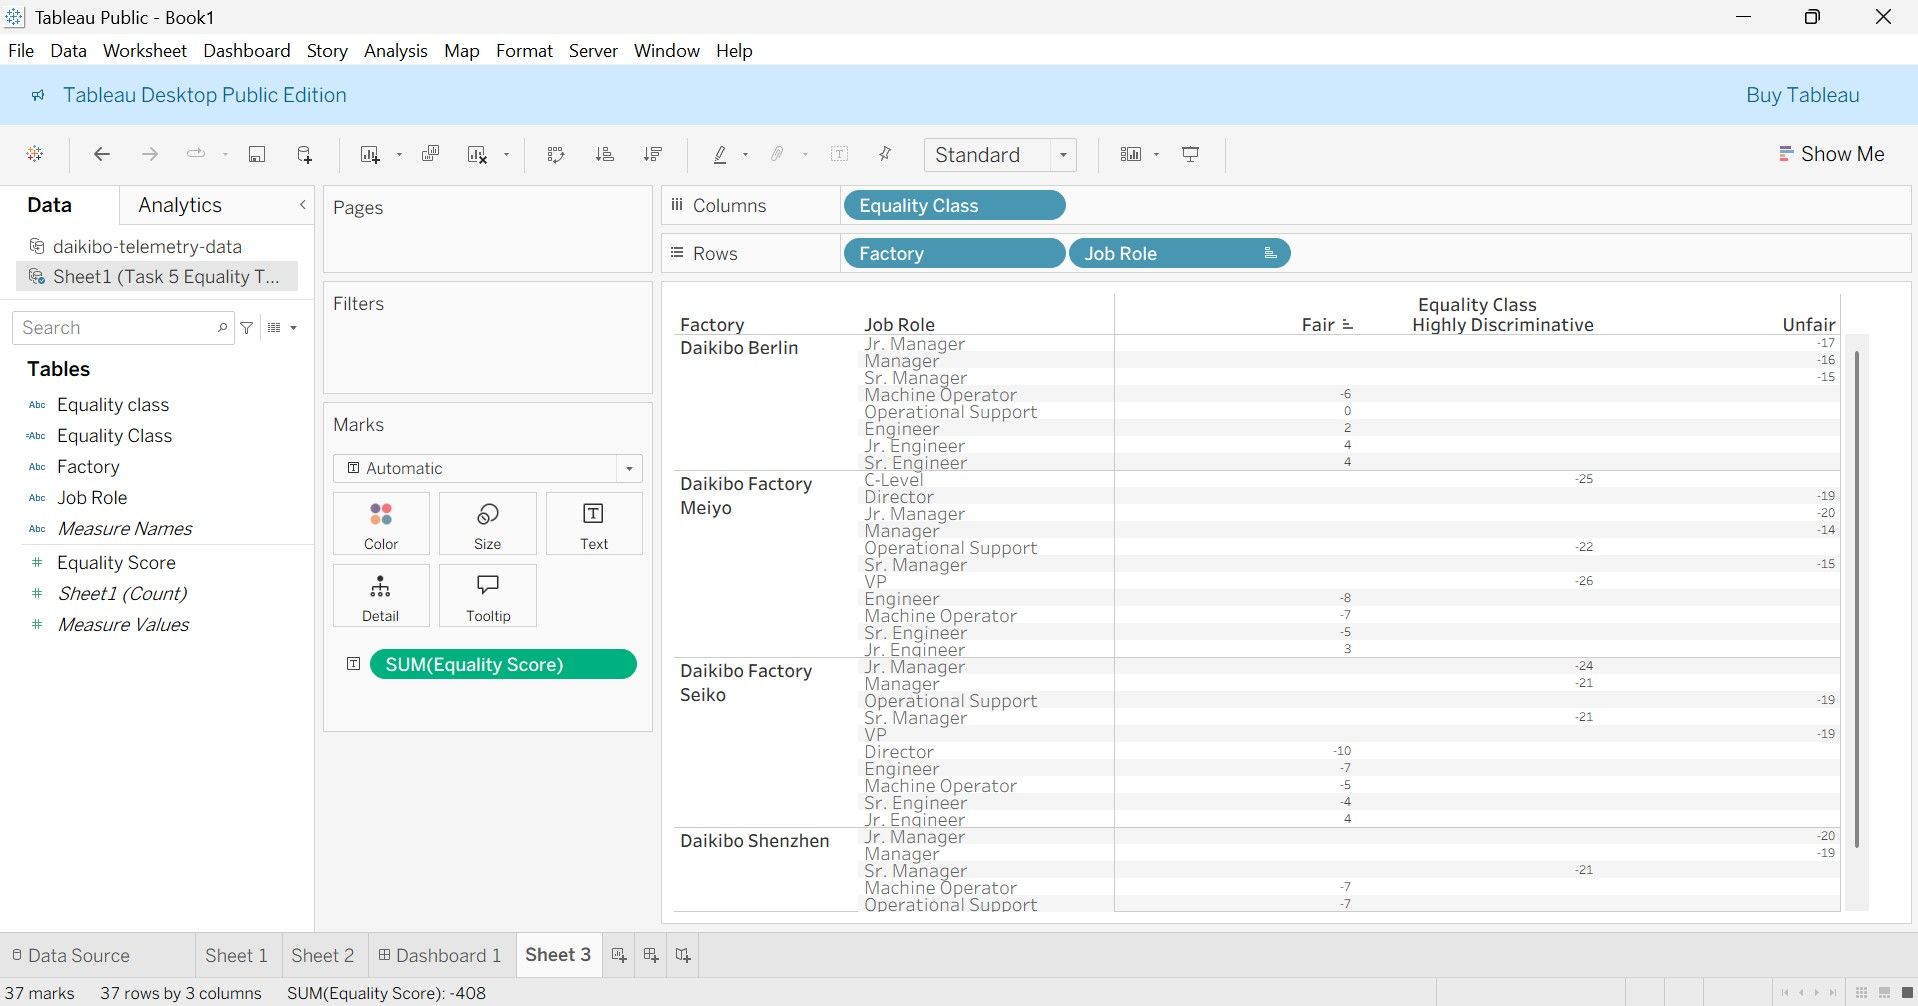 Tableau Public - Book1
File Data Worksheet Dashboard Story Analysis Map Format Server Window Help
Tableau Desktop Public Edition Buy Tableau
Standard Show Me
Data Analytics
daikibo-telemetry-data
Sheet1 (Task 5 Equality T...
Search
Tables
Abc Equality class
=Abc Equality Class
Abc Factory
Abc Job Role
Abc Measure Names
# Equality Score
# Sheet1 (Count)
# Measure Values
Pages
Filters
Marks
T Automatic
Color Size Text
Detail Tooltip
T SUM(Equality Score)
Columns Equality Class
Rows Factory Job Role
Equality Class
Factory Job Role Fair Highly Discriminative Unfair
Daikibo Berlin Jr. Manager -17
Manager -16
Sr. Manager -15
Machine Operator -6
Operational Support 0
Engineer 2
Jr. Engineer 4
Sr. Engineer 4
Daikibo Factory Meiyo C-Level -25
Director -19
Jr. Manager -20
Manager -14
Operational Support -22
Sr. Manager -15
VP -26
Engineer -8
Machine Operator -7
Sr. Engineer -5
Jr. Engineer 3
Daikibo Factory Seiko Jr. Manager -24
Manager -21
Operational Support -19
Sr. Manager -21
VP -19
Director -10
Engineer -7
Machine Operator -5
Sr. Engineer -4
Jr. Engineer 4
Daikibo Shenzhen Jr. Manager -20
Manager -19
Sr. Manager -21
Machine Operator -7
Operational Support -7
Data Source Sheet 1 Sheet 2 Dashboard 1 Sheet 3
37 marks 37 rows by 3 columns SUM(Equality Score): -408